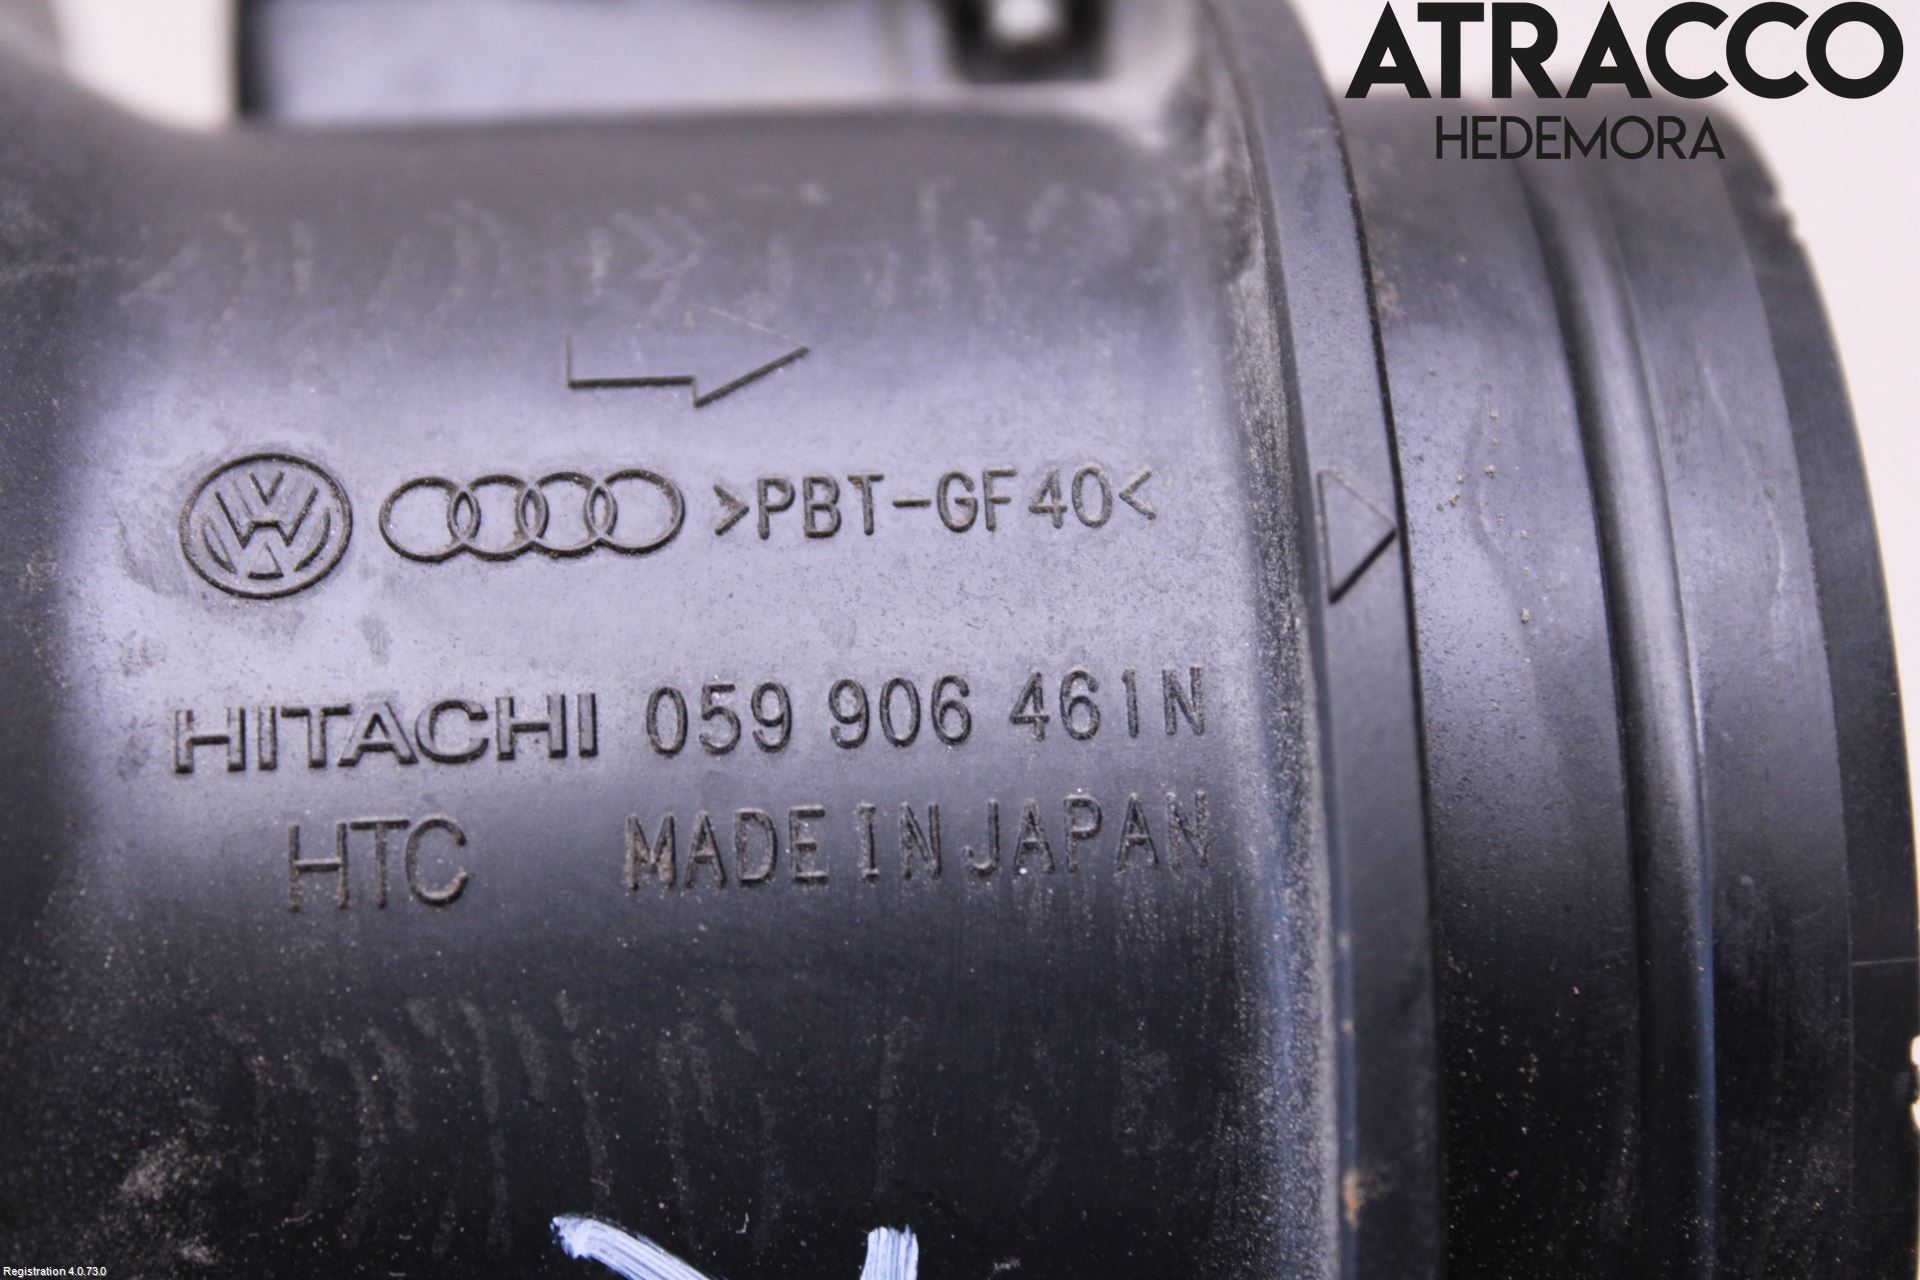 ATRACCO
HEDEMORA
>PBT-GF40<
HITACHI 059 906 461N
HTC MADE IN JAPAN
Registration 4.0.73.0